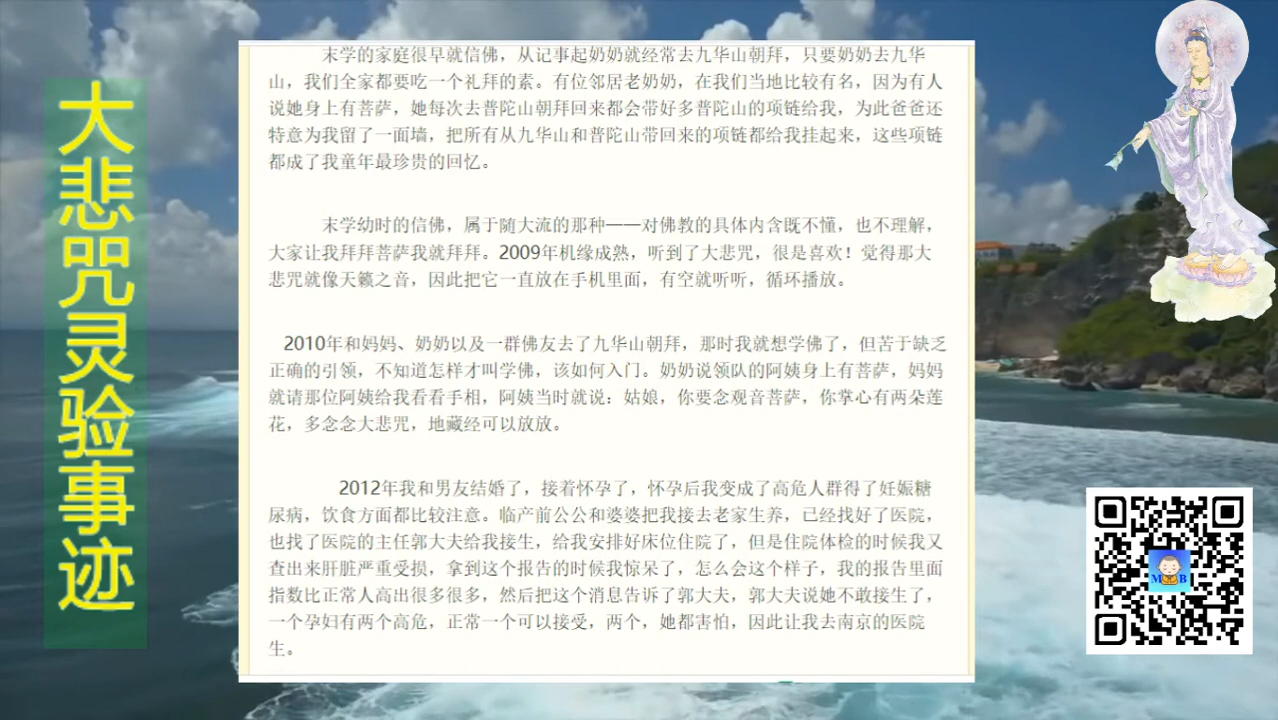 大悲咒灵验事迹
末学的家庭很早就信佛，从记事起奶奶就经常去九华山朝拜，只要奶奶去九华
山，我们全家都要吃一个礼拜的素。有位邻居老奶奶，在我们当地比较有名，因为有人
说她身上有菩萨，她每次去普陀山朝拜回来都会带好多普陀山的项链给我，为此爸爸还
特意为我留了一面墙，把所有从九华山和普陀山带回来的项链都给我挂起来，这些项链
都成了我童年最珍贵的回忆。
末学幼时的信佛，属于随大流的那种——对佛教的具体内含既不懂，也不理解，
大家让我拜拜菩萨我就拜拜。2009年机缘成熟，听到了大悲咒，很是喜欢！觉得那大
悲咒就像天籁之音，因此把它一直放在手机里面，有空就听听，循环播放。
2010年和妈妈、奶奶以及一群佛友去了九华山朝拜，那时我就想学佛了，但苦于缺乏
正确的引领，不知道怎样才叫学佛，该如何入门。奶奶说领队的阿姨身上有菩萨，妈妈
就请那位阿姨给我看看手相，阿姨当时就说：姑娘，你要念观音菩萨，你掌心有两朵莲
花，多念念大悲咒，地藏经可以放放。
2012年我和男友结婚了，接着怀孕了，怀孕后我变成了高危人群得了妊娠糖
尿病，饮食方面都比较注意。临产前公公和婆婆把我接去老家生养，已经找好了医院，
也找了医院的主任郭大夫给我接生，给我安排好床位住院了，但是住院体检的时候我又
查出来肝脏严重受损，拿到这个报告的时候我惊呆了，怎么会这个样子，我的报告里面
指数比正常人高出很多很多，然后把这个消息告诉了郭大夫，郭大夫说她不敢接生了，
一个孕妇有两个高危，正常一个可以接受，两个，她都害怕，因此让我去南京的医院
生。
M B